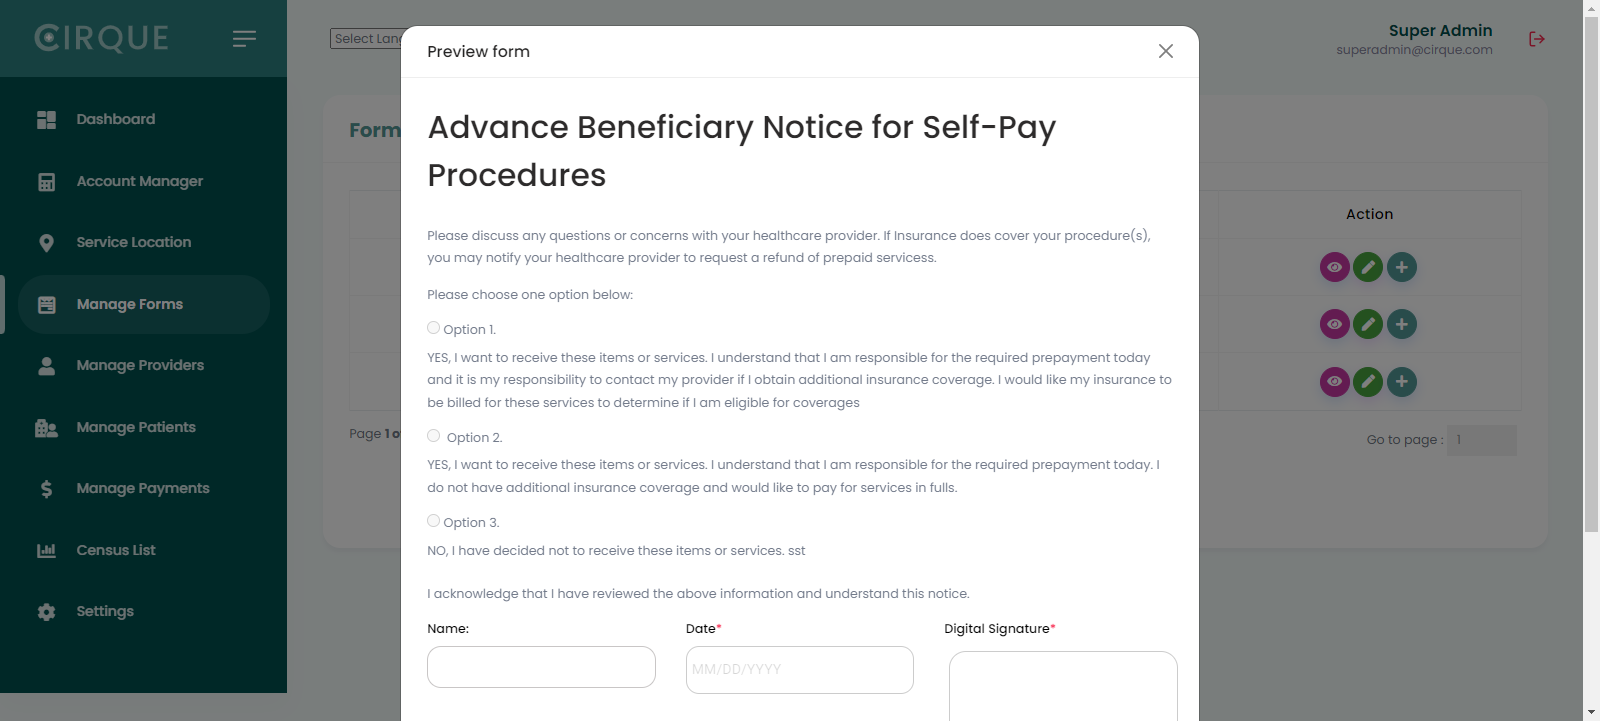 CIRQUE
Dashboard
Account Manager
Service Location
Manage Forms
Manage Providers
Manage Patients
Manage Payments
Census List
Settings
Select
Super Admin
superadmin@cirque.com
Form
Action
Page 1
Go to page : 1
Preview form
Advance Beneficiary Notice for Self-Pay
Procedures
Please discuss any questions or concerns with your healthcare provider. If Insurance does cover your procedure(s),
you may notify your healthcare provider to request a refund of prepaid servicess.
Please choose one option below:
Option 1.
YES, I want to receive these items or services. I understand that I am responsible for the required prepayment today
and it is my responsibility to contact my provider if I obtain additional insurance coverage. I would like my insurance to
be billed for these services to determine if I am eligible for coverages
Option 2.
YES, I want to receive these items or services. I understand that I am responsible for the required prepayment today. I
do not have additional insurance coverage and would like to pay for services in fulls.
Option 3.
NO, I have decided not to receive these items or services. sst
I acknowledge that I have reviewed the above information and understand this notice.
Name:
Date*
Digital Signature*
MM/DD/YYYY